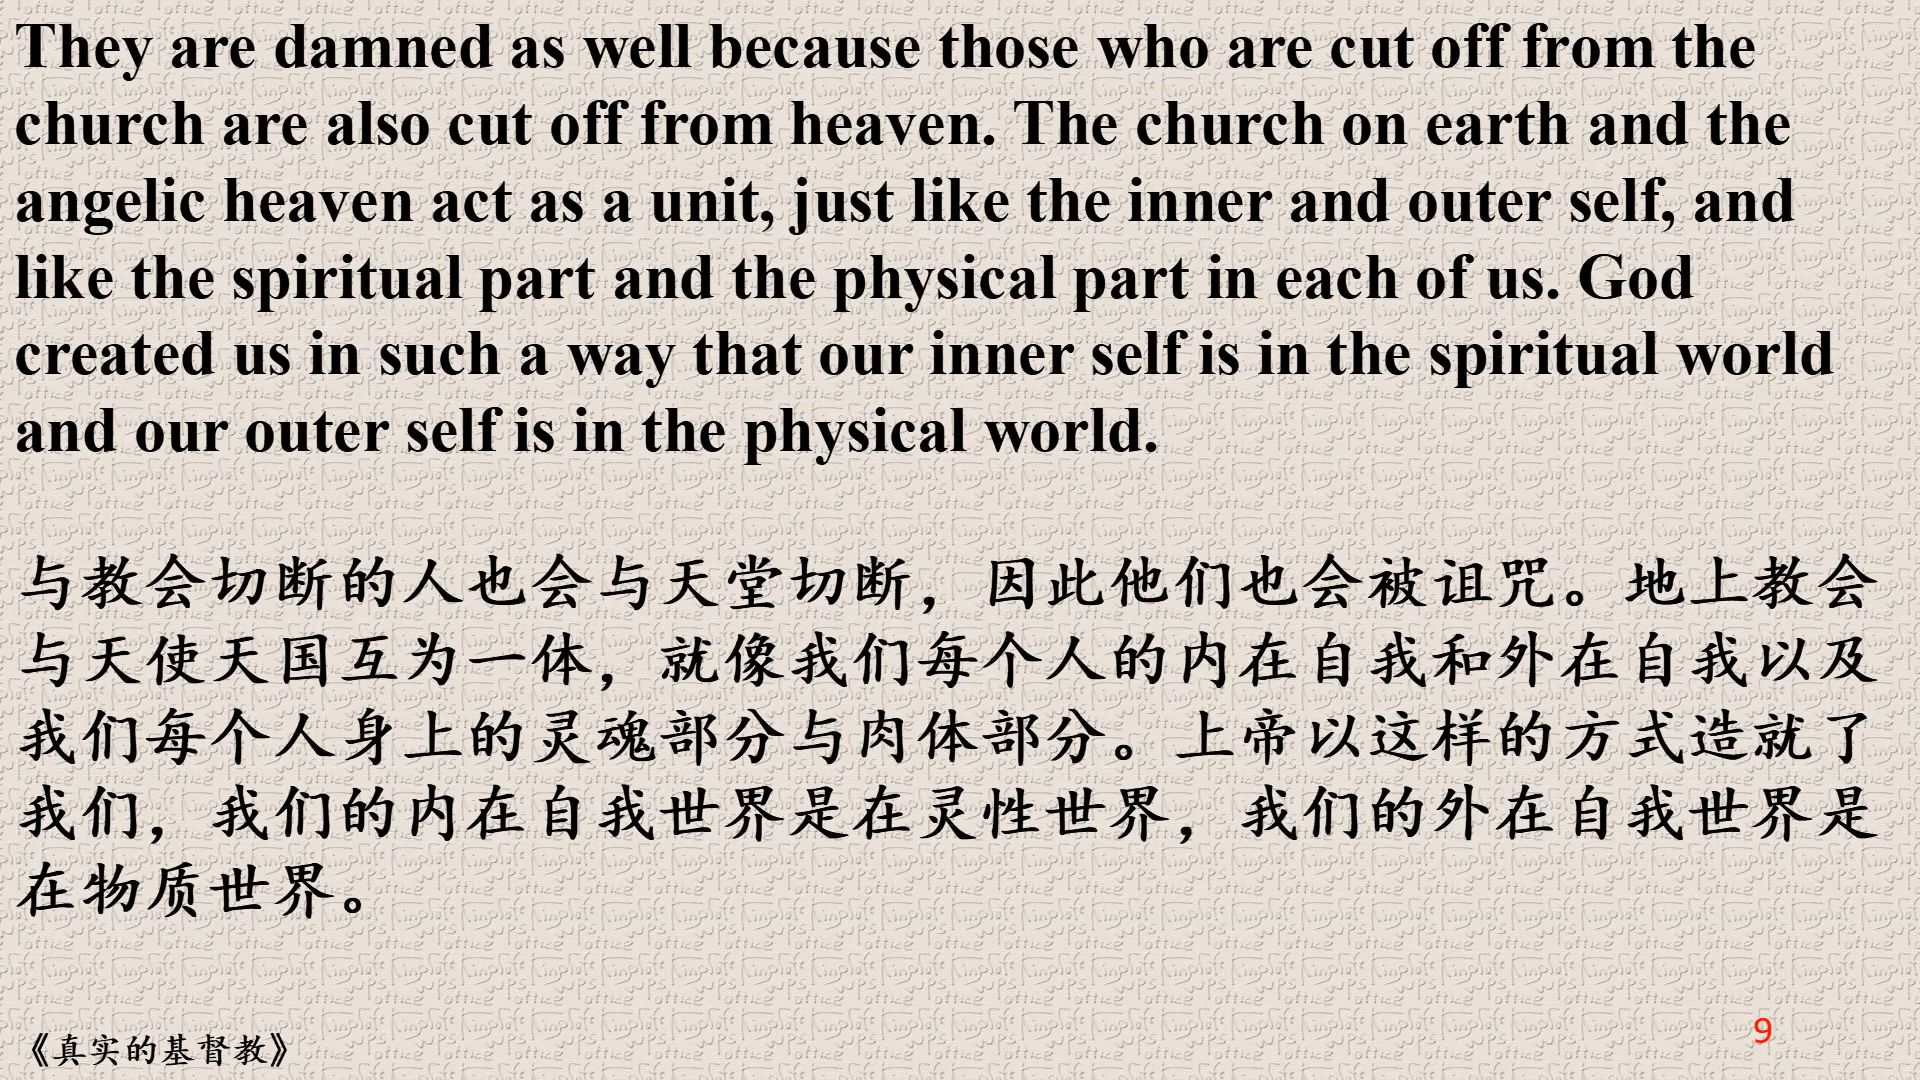 They are damned as well because those who are cut off from the
church are also cut off from heaven. The church on earth and the
angelic heaven act as a unit, just like the inner and outer self, and
like the spiritual part and the physical part in each of us. God
created us in such a way that our inner self is in the spiritual world
and our outer self is in the physical world.
与教会切断的人也会与天堂切断，因此他们也会被诅咒。地上教会
与天使天国互为一体，就像我们每个人的内在自我和外在自我以及
我们每个人身上的灵魂部分与肉体部分。上帝以这样的方式造就了
我们，我们的内在自我世界是在灵性世界，我们的外在自我世界是
在物质世界。
《真实的基督教》
9